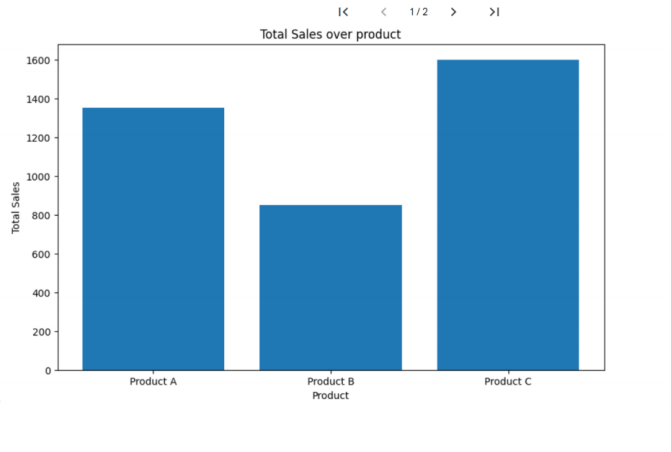 1 / 2
Total Sales over product
1600
1400
1200
1000
800
600
400
200
0
Total Sales
Product A Product B Product C
Product